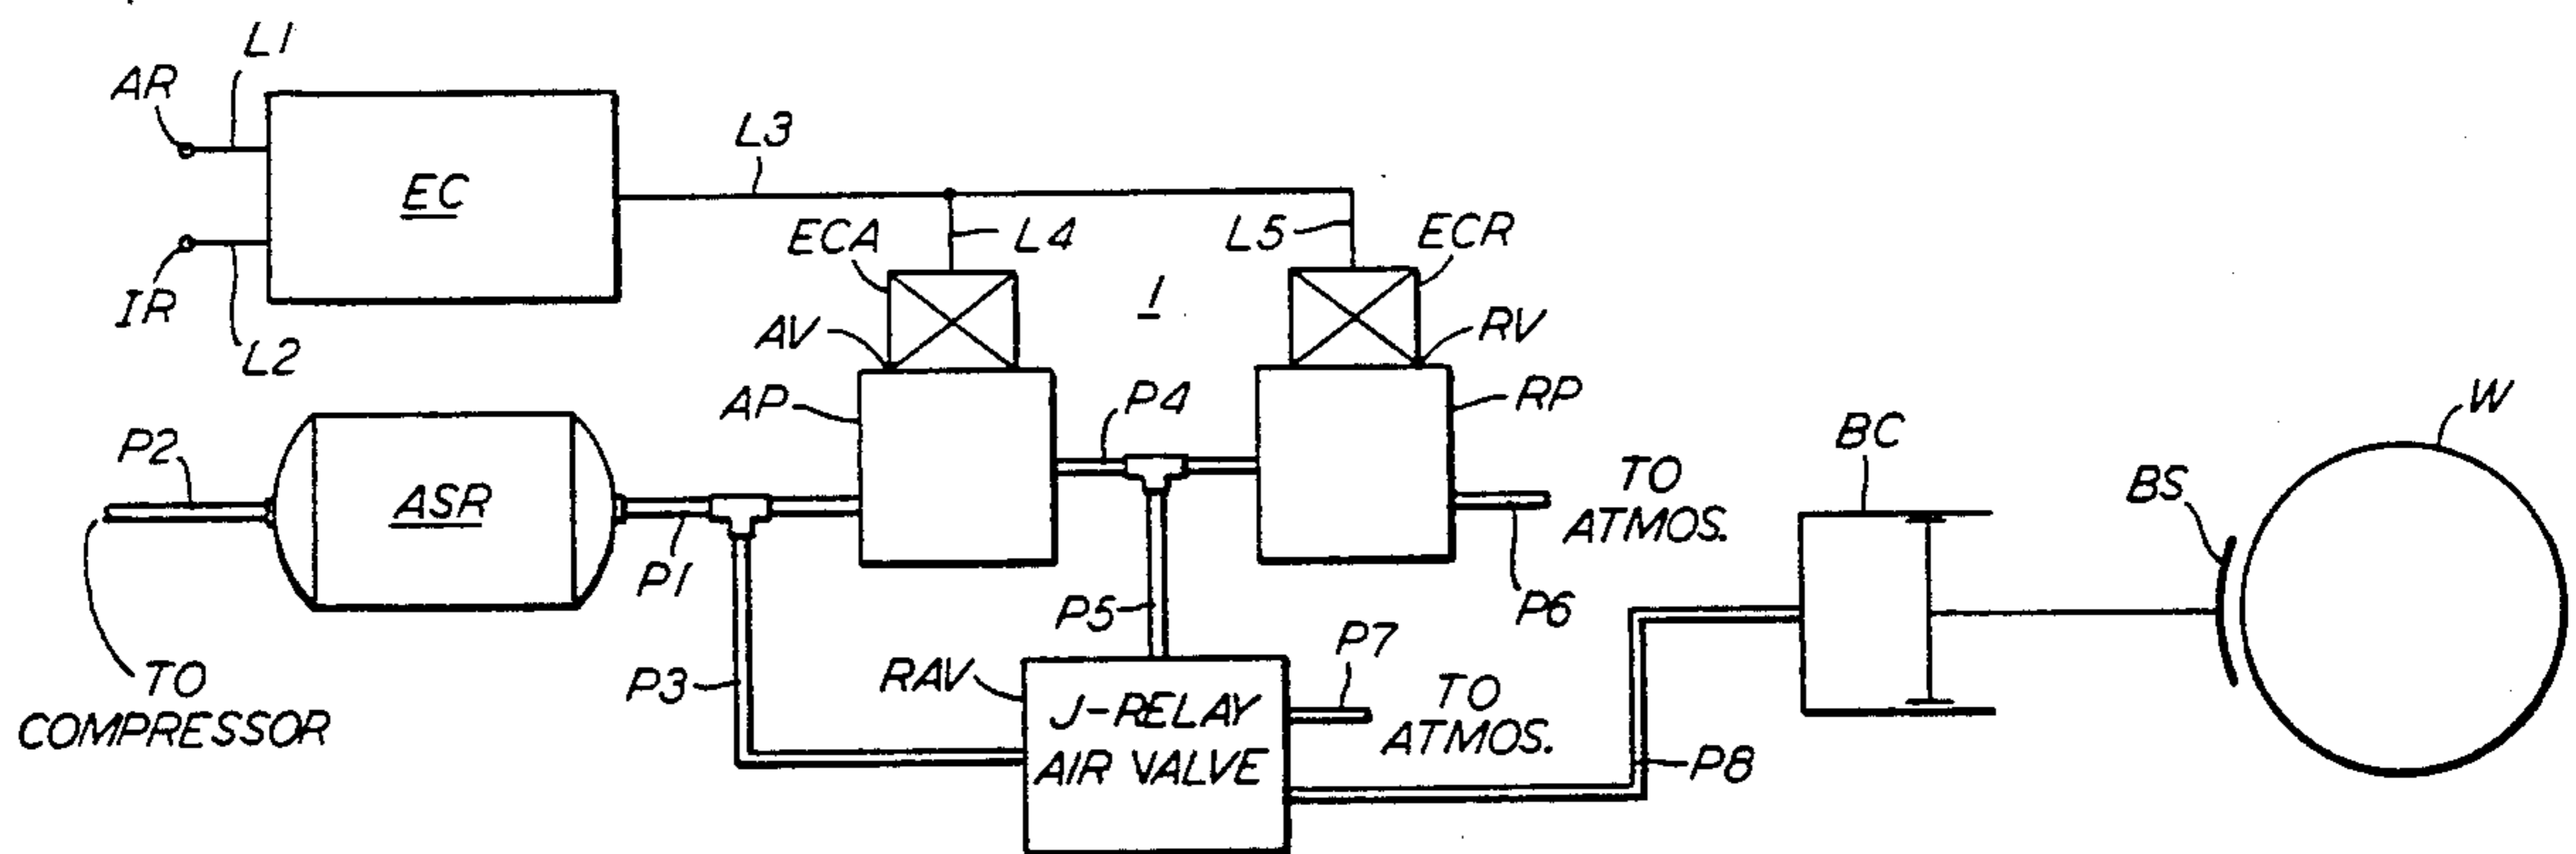 L1
AR
EC
L3
IR
L2
ECA
L4
L5
ECR
1
AV
RV
AP
P4
RP
P2
ASR
P1
TO
ATMOS.
P6
BC
BS
W
TO
COMPRESSOR
P3
P5
RAV
J-RELAY
AIR VALVE
P7
TO
ATMOS.
P8